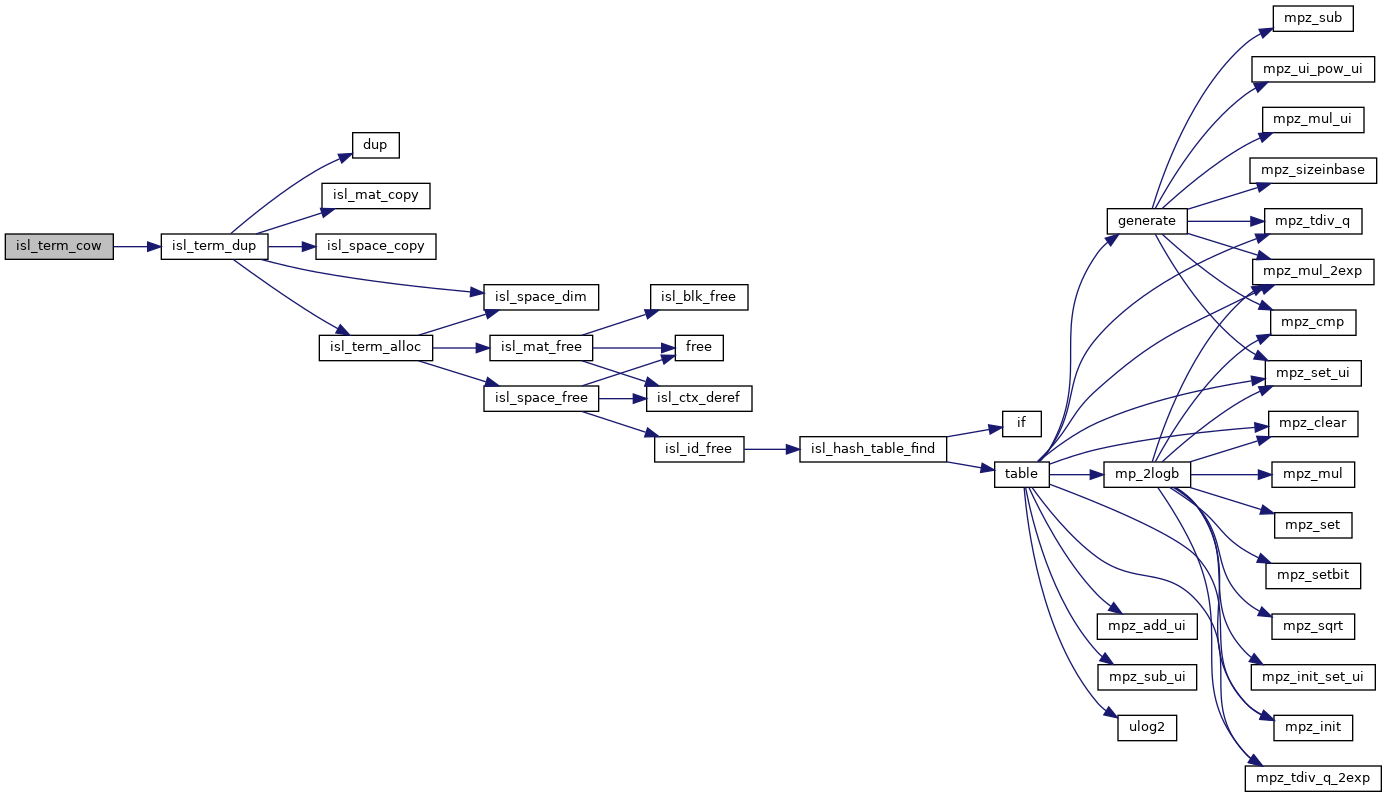 isl_term_cow
isl_term_dup
dup
isl_mat_copy
isl_space_copy
isl_space_dim
isl_term_alloc
isl_mat_free
isl_space_free
isl_blk_free
free
isl_ctx_deref
isl_id_free
isl_hash_table_find
if
table
generate
mp_2logb
mpz_add_ui
mpz_sub_ui
ulog2
mpz_sub
mpz_ui_pow_ui
mpz_mul_ui
mpz_sizeinbase
mpz_tdiv_q
mpz_mul_2exp
mpz_cmp
mpz_set_ui
mpz_clear
mpz_mul
mpz_set
mpz_setbit
mpz_sqrt
mpz_init_set_ui
mpz_init
mpz_tdiv_q_2exp